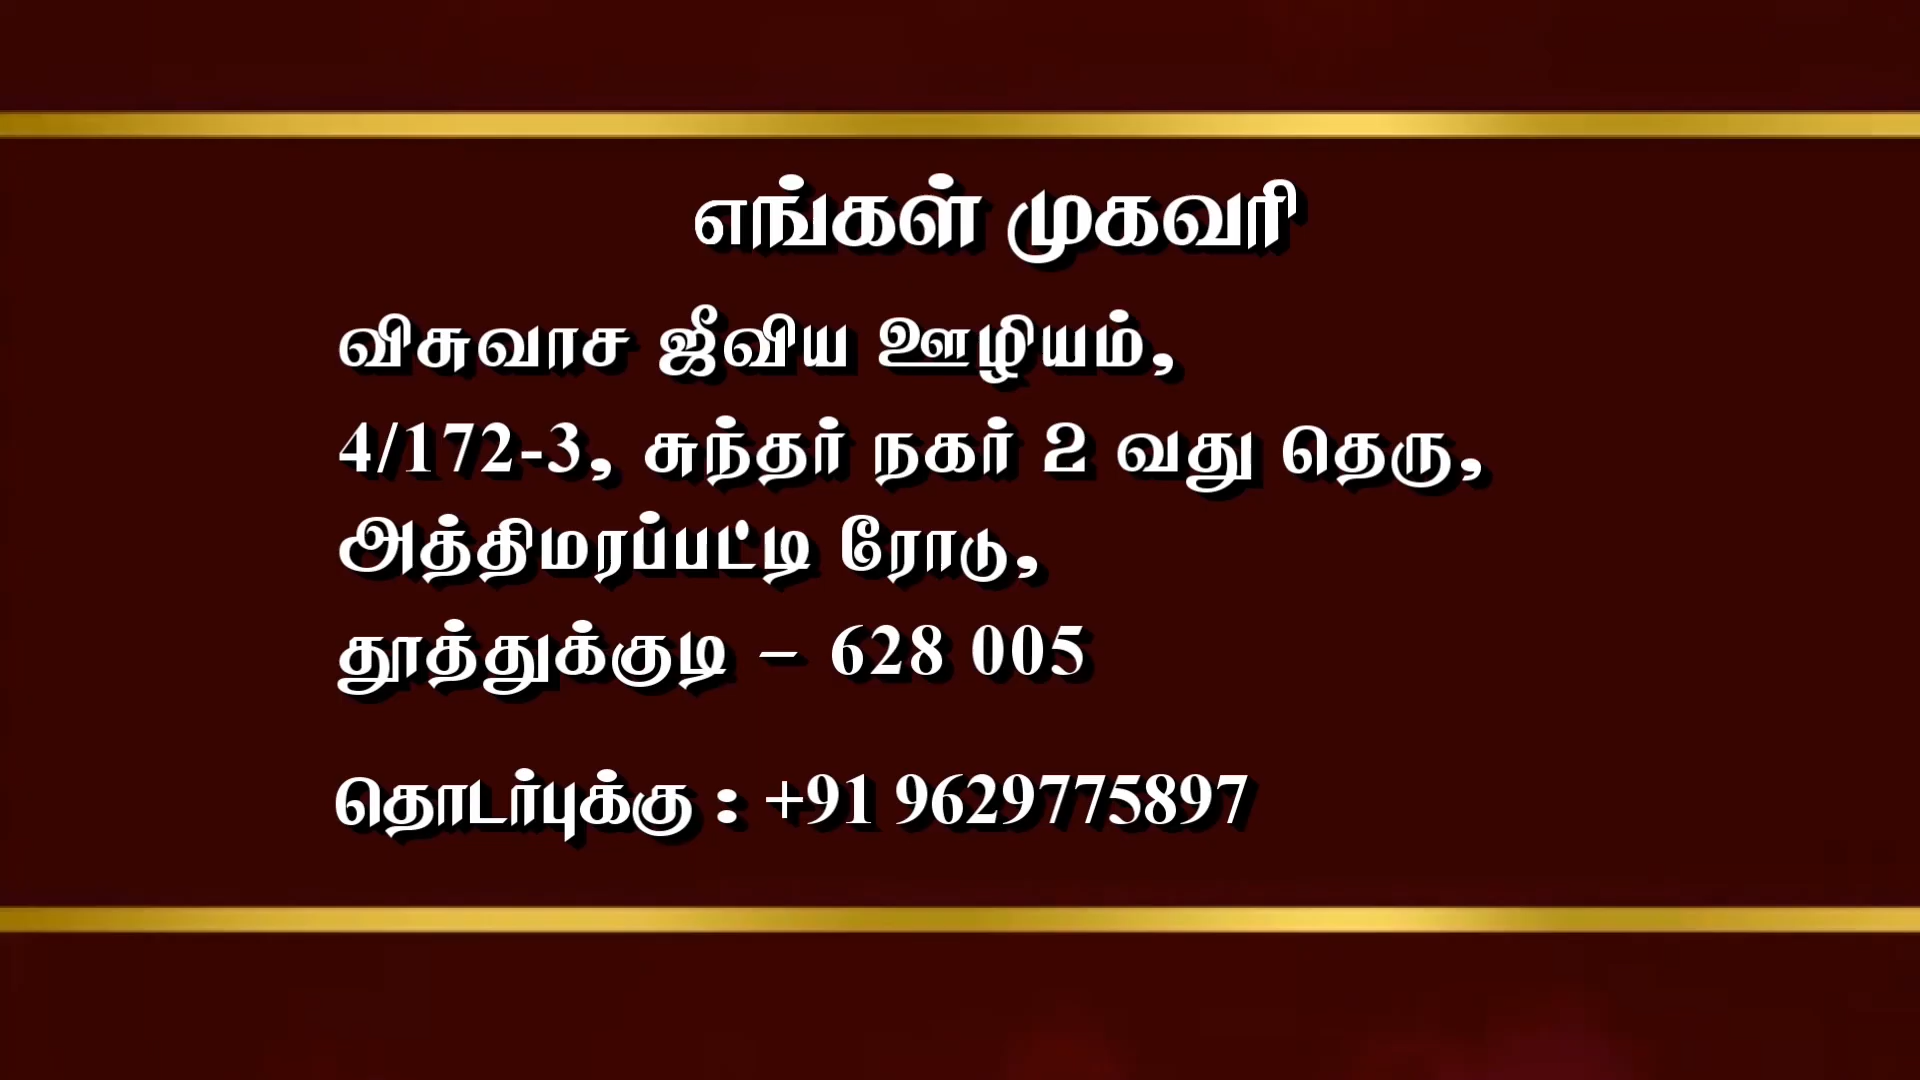 எங்கள் முகவரி
விசுவாச ஜீவிய ஊழியம்,
4/172-3, சுந்தர் நகர் 2 வது தெரு,
அத்திமரப்பட்டி ரோடு,
தூத்துக்குடி – 628 005
தொடர்புக்கு : +91 9629775897